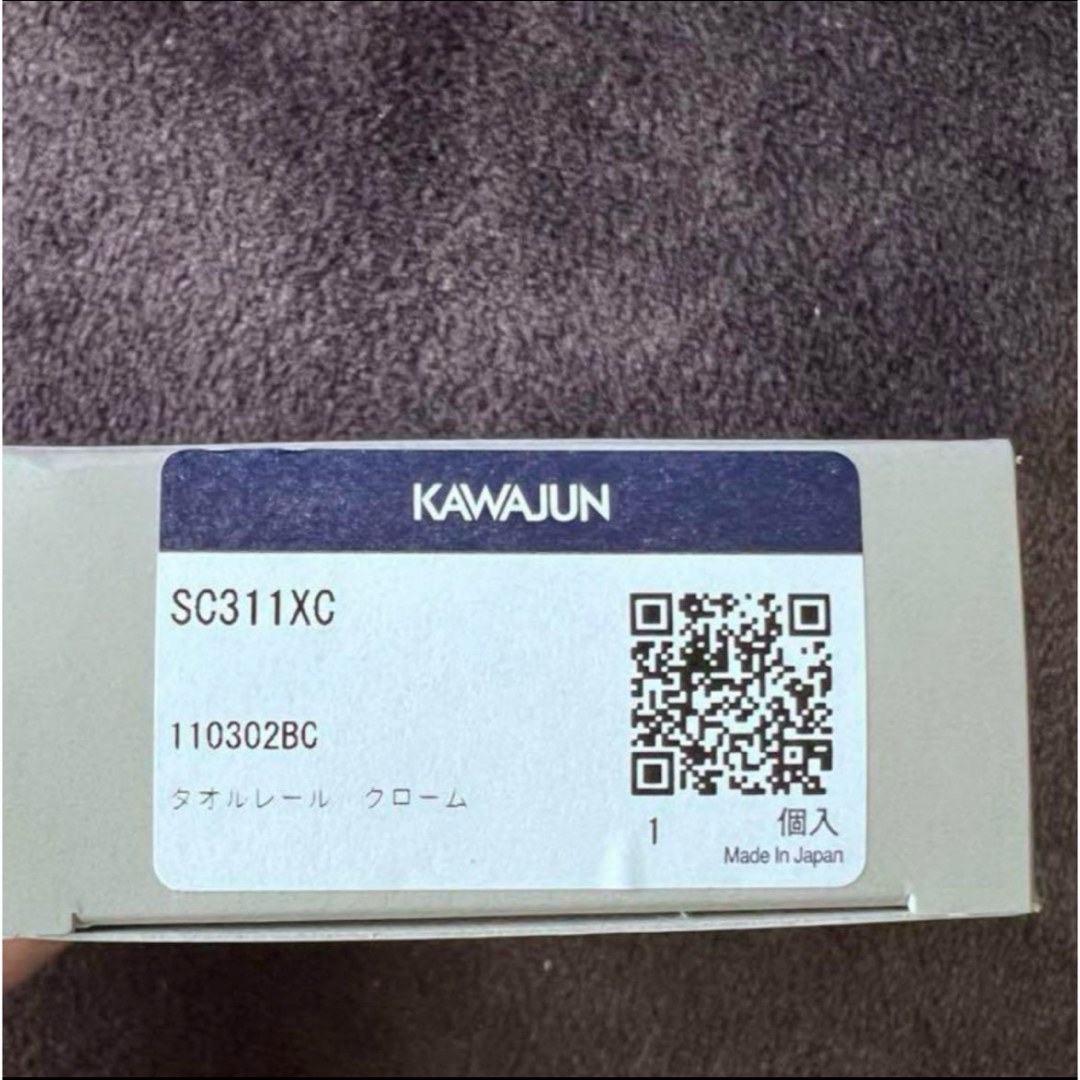 KAWAJUN
SC311XC
110302BC
タオルレール　クローム
1 個入
Made In Japan